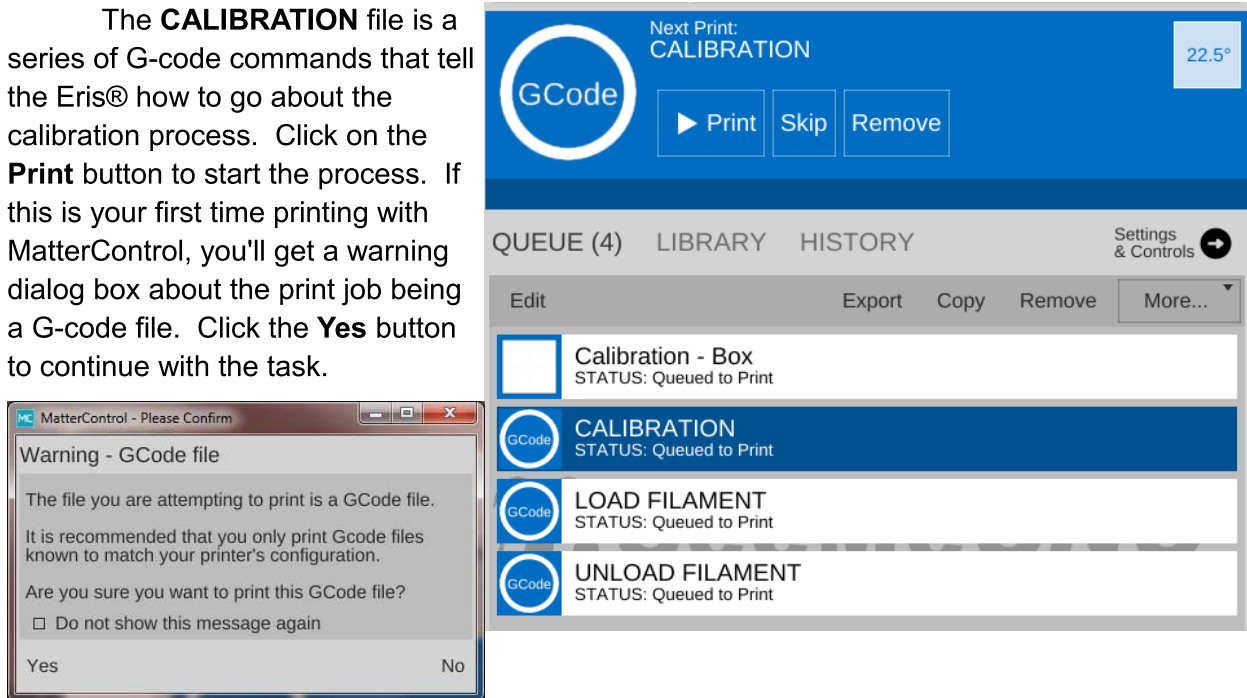 The CALIBRATION file is a
series of G-code commands that tell
the Eris® how to go about the
calibration process.  Click on the
Print button to start the process.  If
this is your first time printing with
MatterControl, you'll get a warning
dialog box about the print job being
a G-code file.  Click the Yes button
to continue with the task.
MC MatterControl - Please Confirm
Warning - GCode file
The file you are attempting to print is a GCode file.
It is recommended that you only print Gcode files
known to match your printer's configuration.
Are you sure you want to print this GCode file?
Do not show this message again
Yes No
Next Print:
CALIBRATION
22.5°
GCode
Print Skip Remove
QUEUE (4) LIBRARY HISTORY
Settings
& Controls
Edit Export Copy Remove More...
Calibration - Box
STATUS: Queued to Print
GCode
CALIBRATION
STATUS: Queued to Print
GCode
LOAD FILAMENT
STATUS: Queued to Print
GCode
UNLOAD FILAMENT
STATUS: Queued to Print